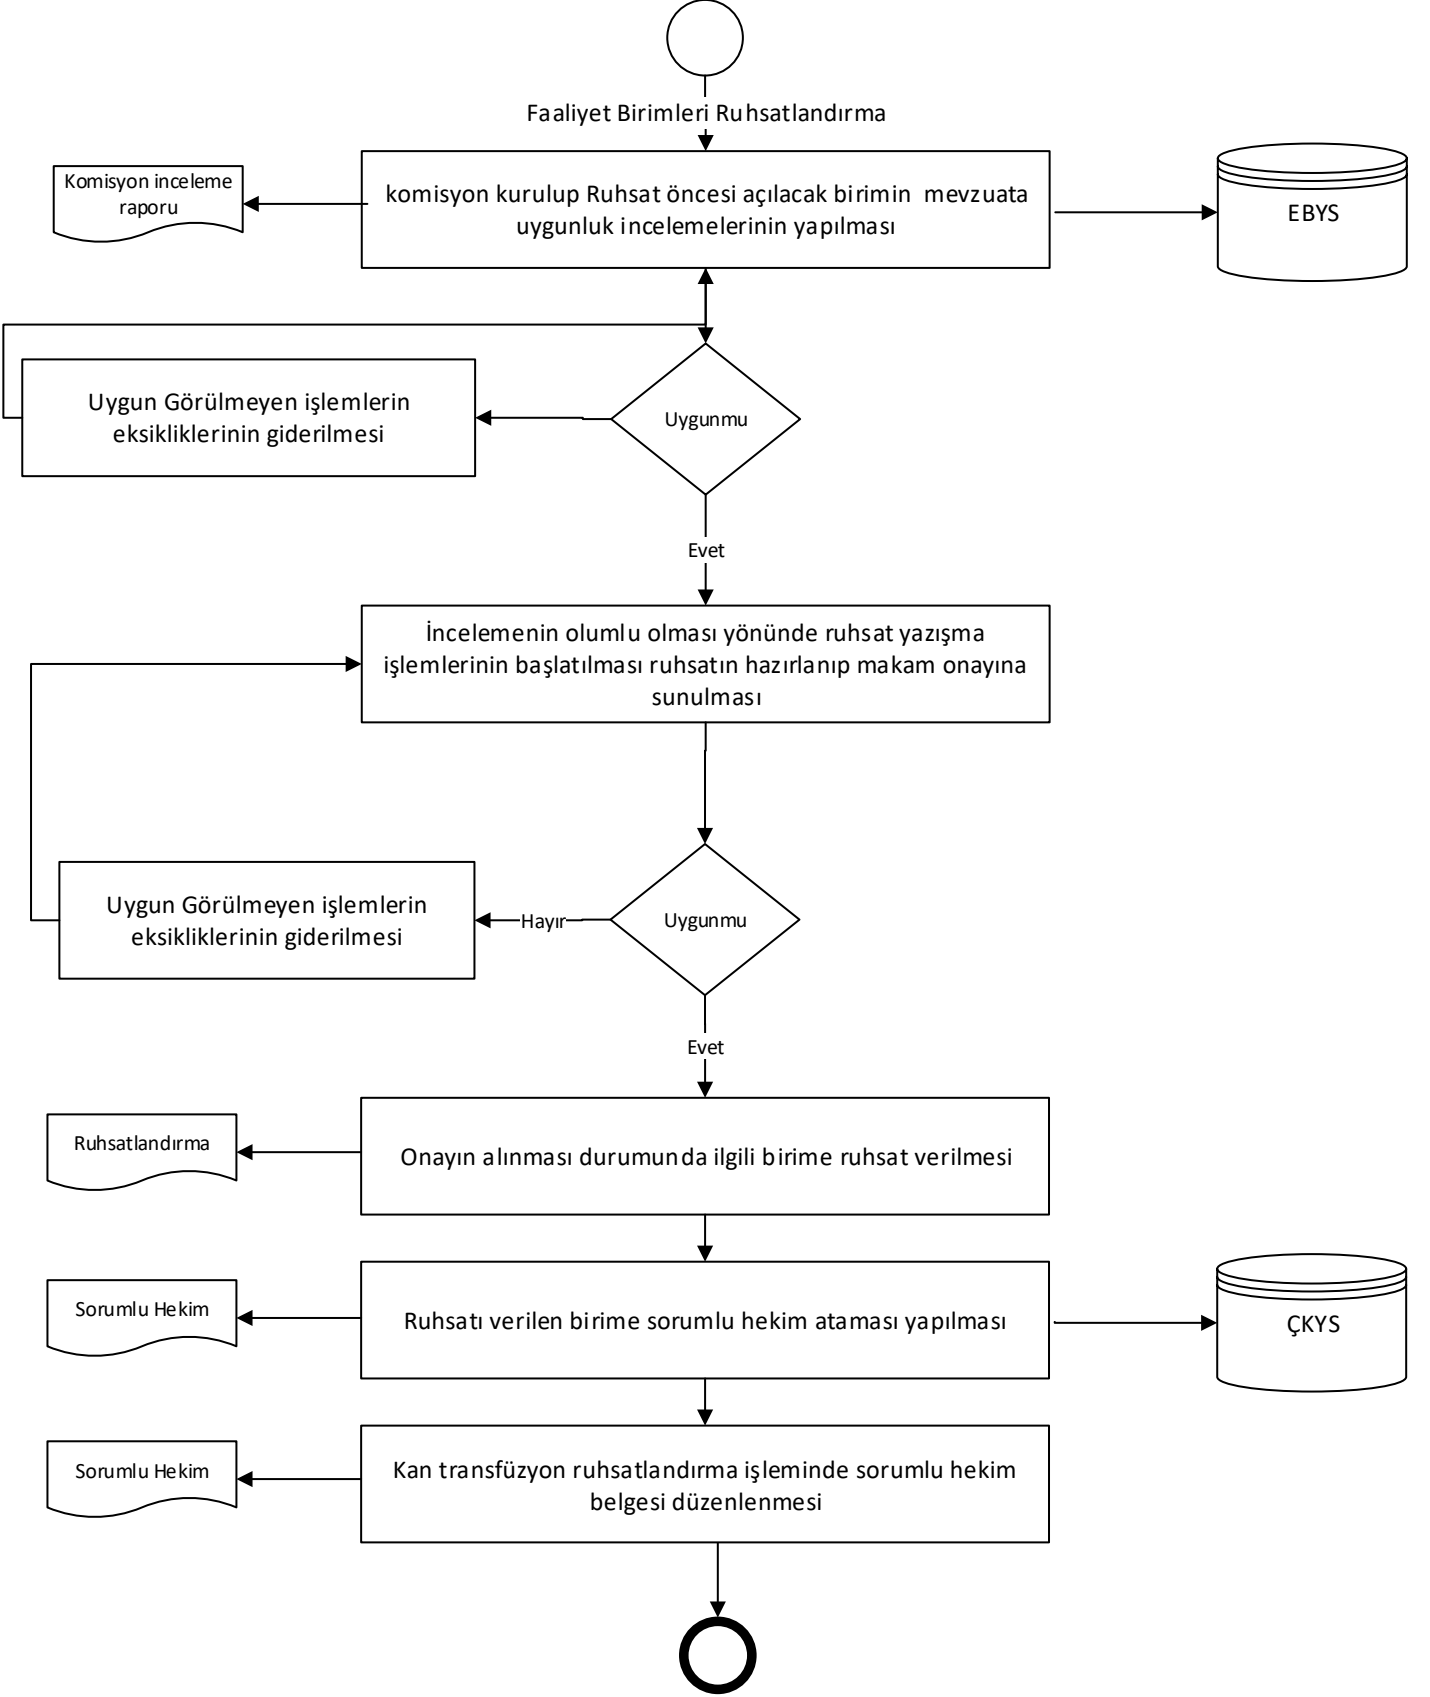 Faaliyet Birimleri Ruhsatlandırma
Komisyon inceleme
raporu
komisyon kurulup Ruhsat öncesi açılacak birimin mevzuata
uygunluk incelemelerinin yapılması
EBYS
Uygun Görülmeyen işlemlerin
eksikliklerinin giderilmesi
Uygunmu
Evet
İncelemenin olumlu olması yönünde ruhsat yazışma
işlemlerinin başlatılması ruhsatın hazırlanıp makam onayına
sunulması
Uygun Görülmeyen işlemlerin
eksikliklerinin giderilmesi
Hayır
Uygunmu
Evet
Ruhsatlandırma
Onayın alınması durumunda ilgili birime ruhsat verilmesi
Sorumlu Hekim
Ruhsatı verilen birime sorumlu hekim ataması yapılması
ÇKYS
Sorumlu Hekim
Kan transfüzyon ruhsatlandırma işleminde sorumlu hekim
belgesi düzenlenmesi